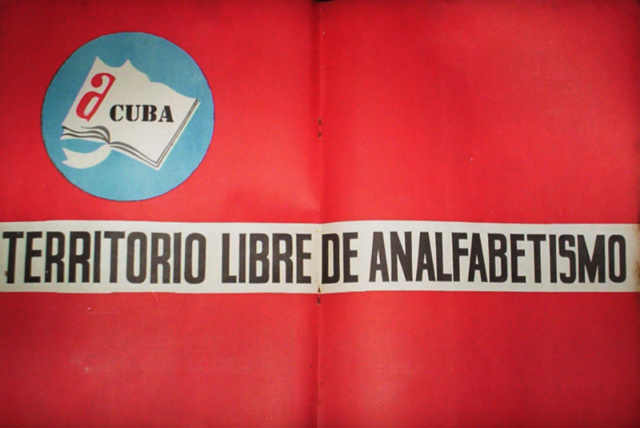 a
CUBA
TERRITORIO LIBRE DE ANALFABETISMO